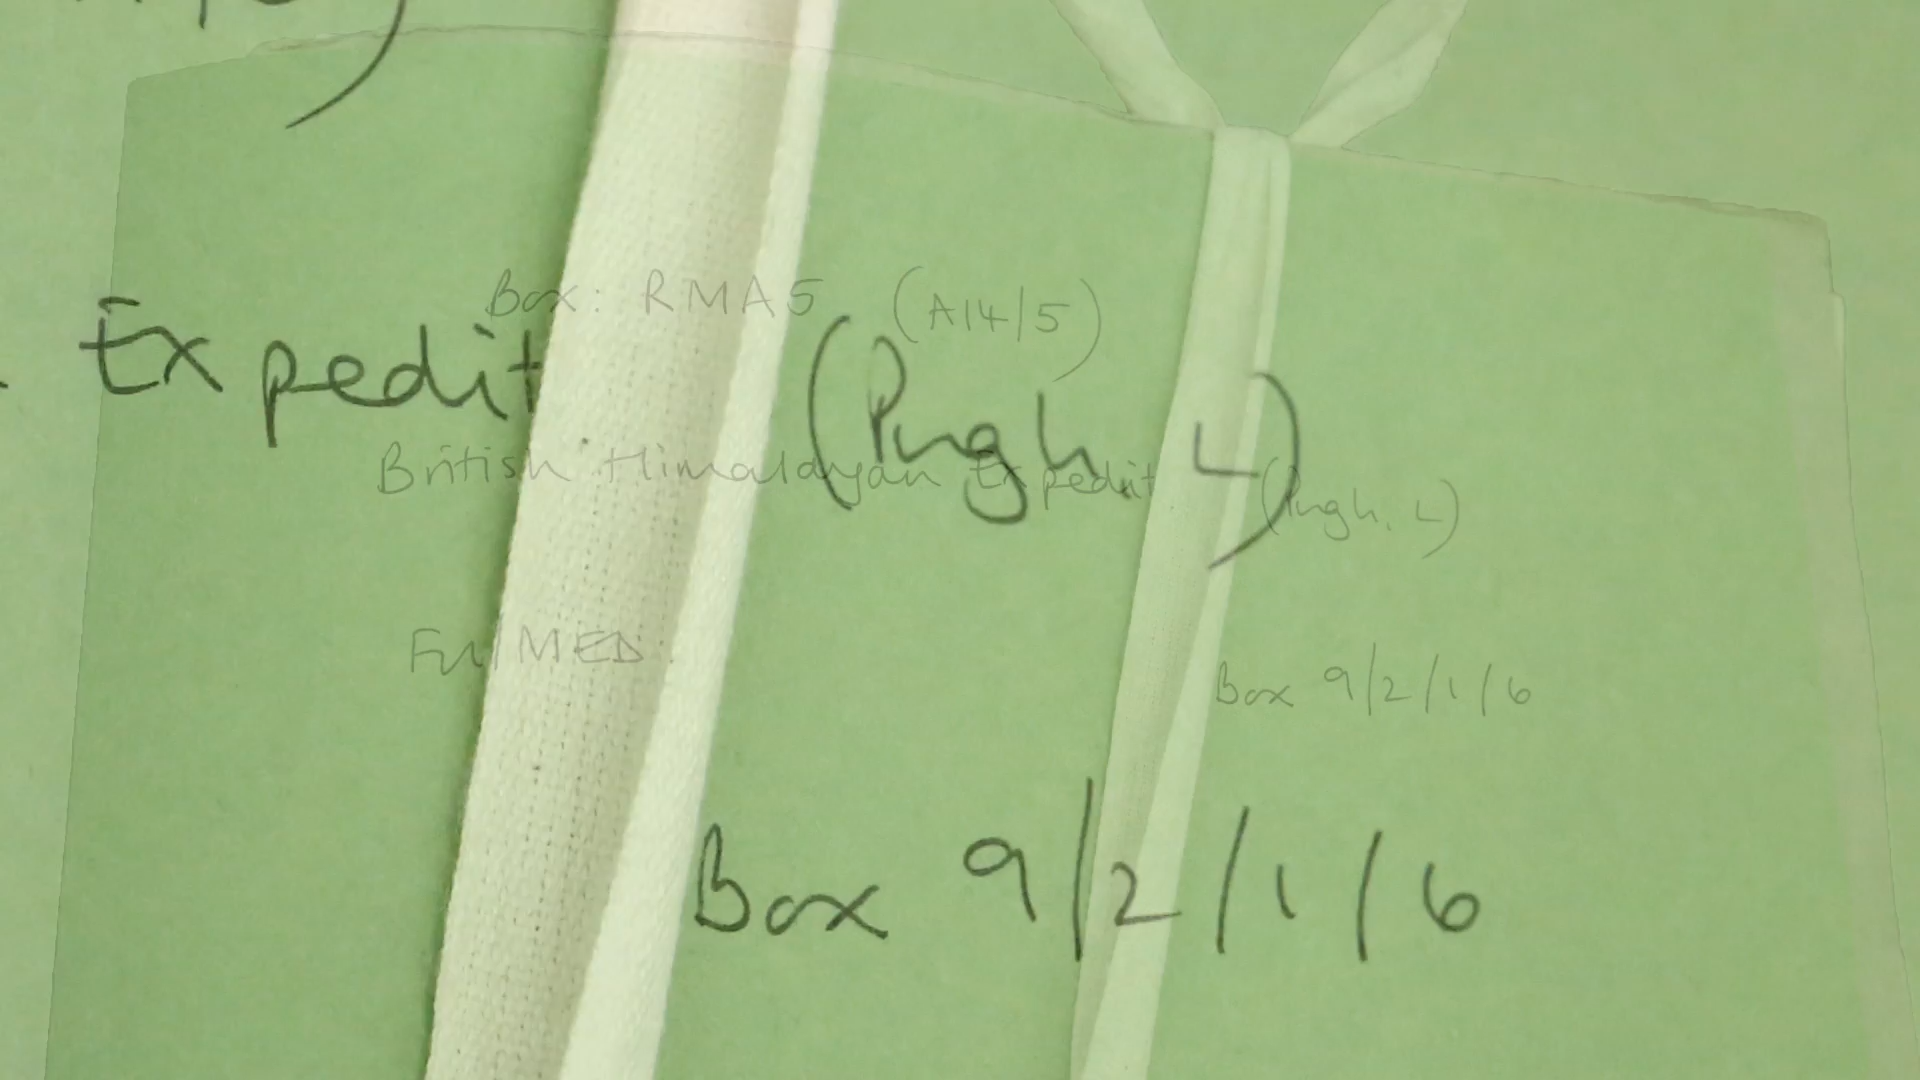 Box: RMA5 (A14/5)
Expedit (Pugh, L)
British Himalayan Expedit (Pugh, L)
FulMED:
Box 9/2/1/6
Box 9/2/1/6